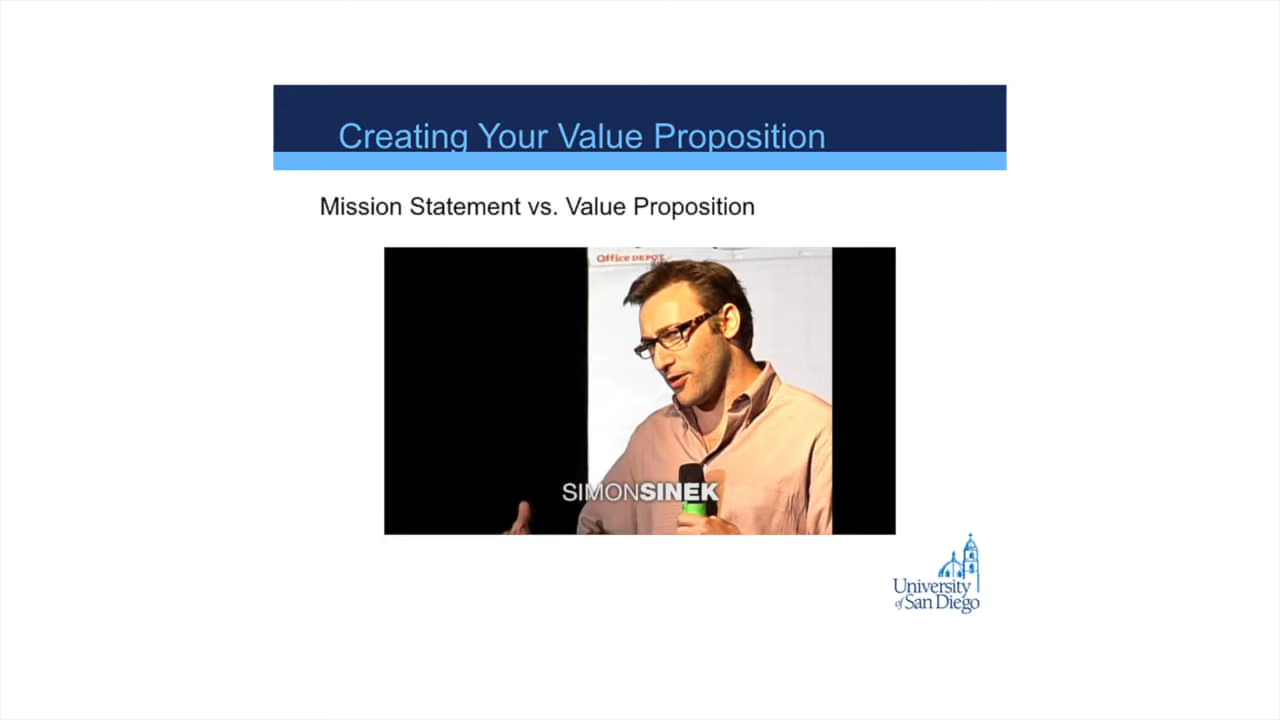 Creating Your Value Proposition
Mission Statement vs. Value Proposition
Office DEPOT
SIMONSINEK
University
of San Diego